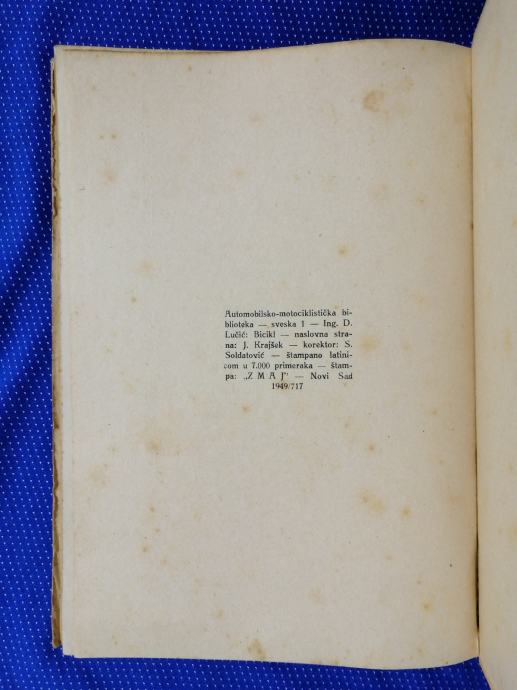 Automobilsko-motociklistička bi-
blioteka — sveska 1 — Ing. D.
Lučić: Bicikl — naslovna stra-
na: J. Krajšek — korektor: S.
Soldatović — štampano latini-
com u 7.000 primeraka — štam-
pa: „Z M A J" — Novi Sad
1949/717